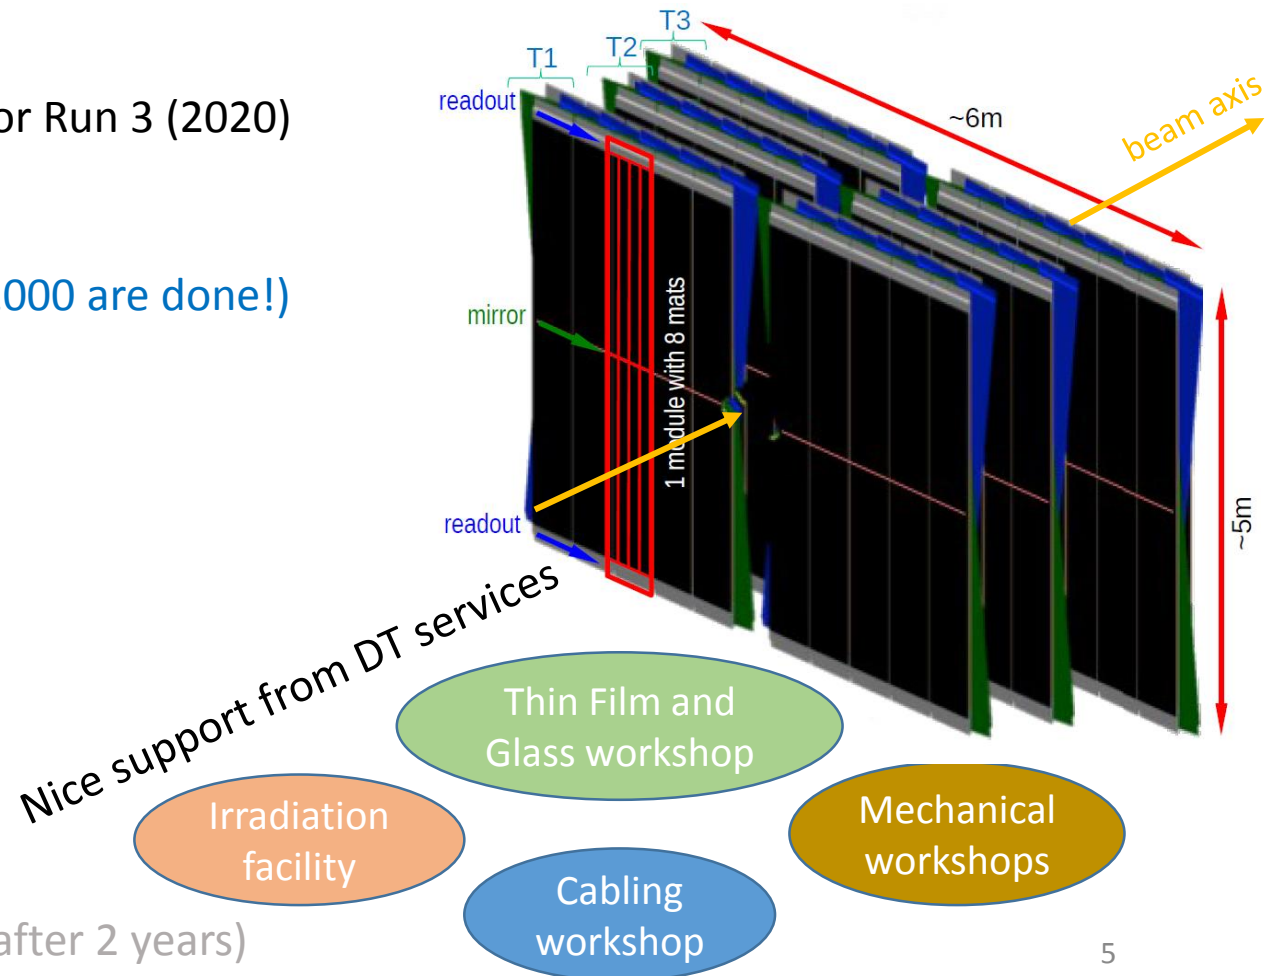 T3
T2
T1
readout
or Run 3 (2020)
~6m
beam axis
000 are done!)
mirror
1 module with 8 mats
readout
~5m
Nice support from DT services
Thin Film and
Glass workshop
Irradiation
facility
Mechanical
workshops
Cabling
workshop
after 2 years)
5